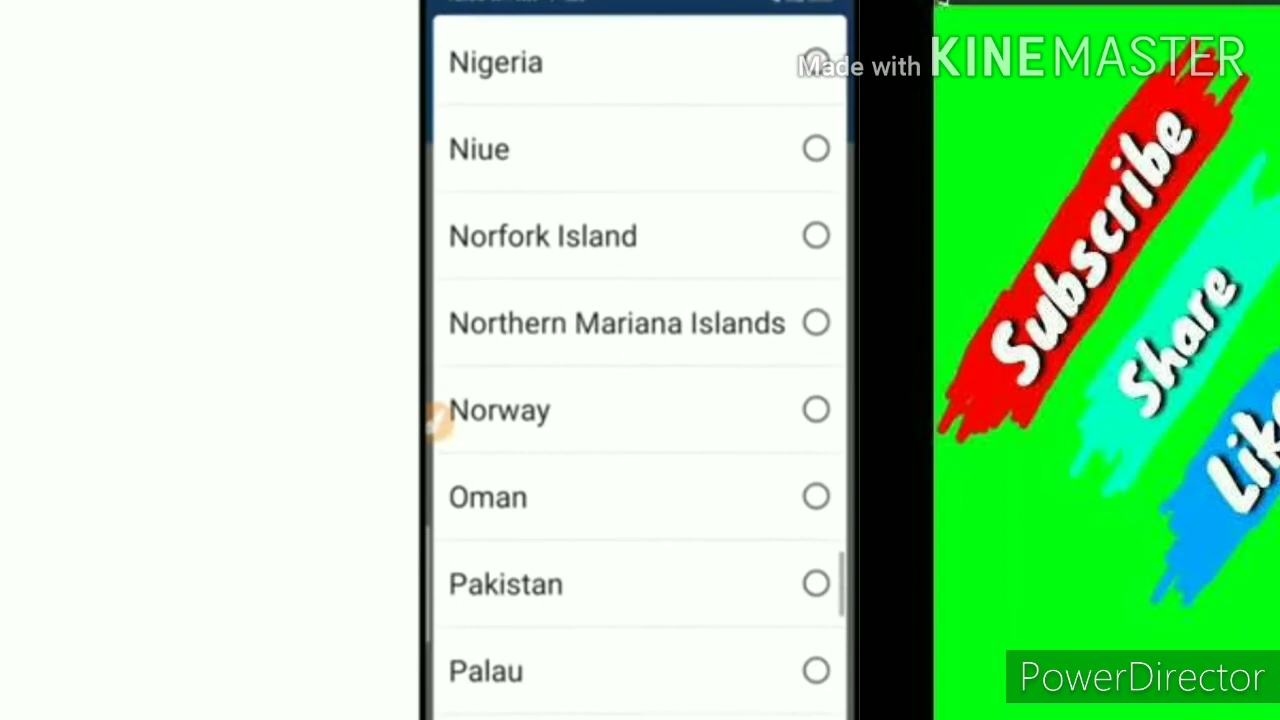 Nigeria
Made with KINEMASTER
Niue
Norfork Island
Northern Mariana Islands
Norway
Oman
Pakistan
Palau
Subscribe
Share
PowerDirector